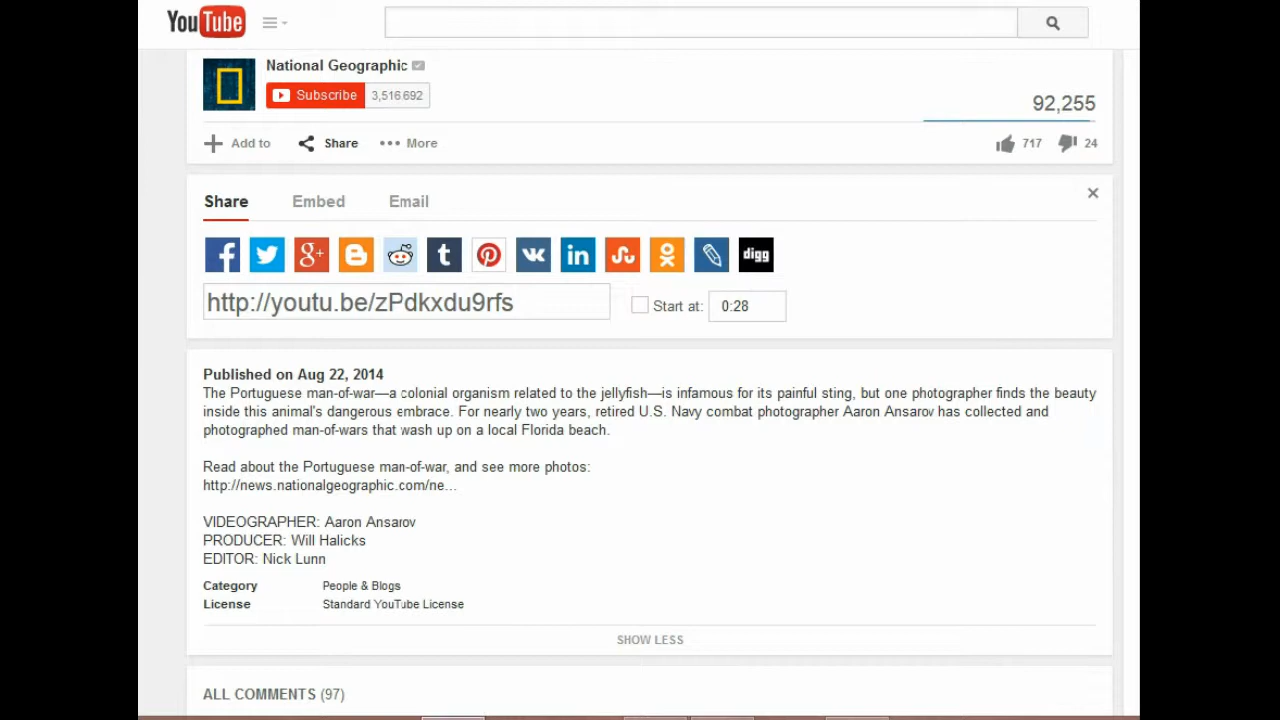 YouTube
National Geographic
Subscribe 3,516,692
92,255
Add to Share More 717 24
Share Embed Email
f g+ B t VK in digg
http://youtu.be/zPdkxdu9rfs Start at: 0:28
Published on Aug 22, 2014
The Portuguese man-of-war—a colonial organism related to the jellyfish—is infamous for its painful sting, but one photographer finds the beauty
inside this animal's dangerous embrace. For nearly two years, retired U.S. Navy combat photographer Aaron Ansarov has collected and
photographed man-of-wars that wash up on a local Florida beach.
Read about the Portuguese man-of-war, and see more photos:
http://news.nationalgeographic.com/ne...
VIDEOGRAPHER: Aaron Ansarov
PRODUCER: Will Halicks
EDITOR: Nick Lunn
Category People & Blogs
License Standard YouTube License
SHOW LESS
ALL COMMENTS (97)